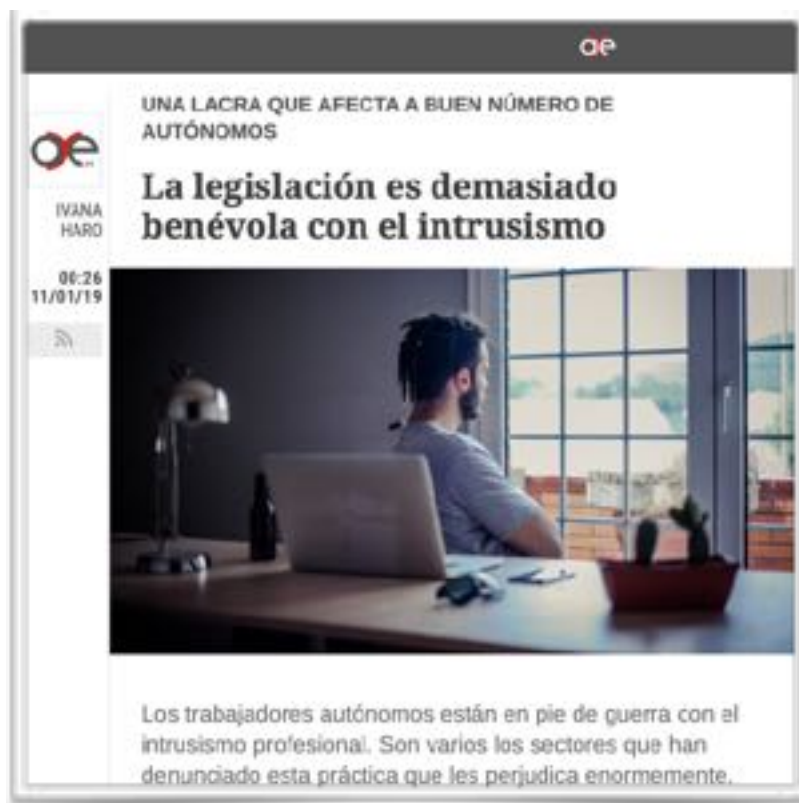 ae
UNA LACRA QUE AFECTA A BUEN NÚMERO DE
AUTÓNOMOS
La legislación es demasiado
benévola con el intrusismo
ae
IVANA
HARO
00:26
11/01/19
Los trabajadores autónomos están en pie de guerra con el
intrusismo profesional. Son varios los sectores que han
denunciado esta práctica que les perjudica enormemente.